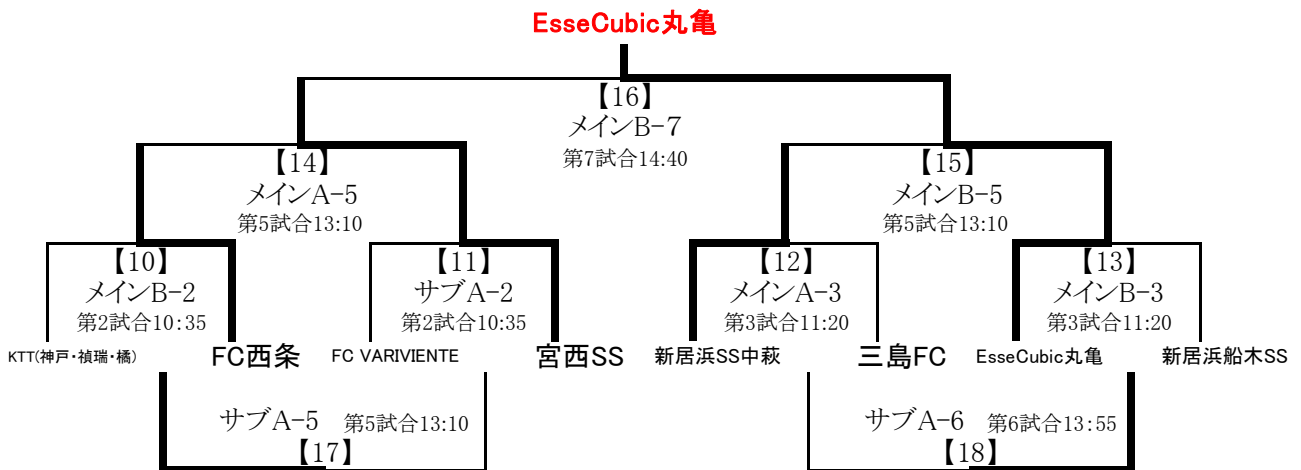 EsseCubic丸亀
【16】
メインB-7
第7試合14:40
【14】
メインA-5
第5試合13:10
【15】
メインB-5
第5試合13:10
【10】
メインB-2
第2試合10:35
【11】
サブA-2
第2試合10:35
【12】
メインA-3
第3試合11:20
【13】
メインB-3
第3試合11:20
KTT(神戸・禎瑞・橘) FC西条 FC VARIVIENTE 宮西SS 新居浜SS中萩 三島FC EsseCubic丸亀 新居浜船木SS
サブA-5 第5試合13:10
【17】
サブA-6 第6試合13:55
【18】